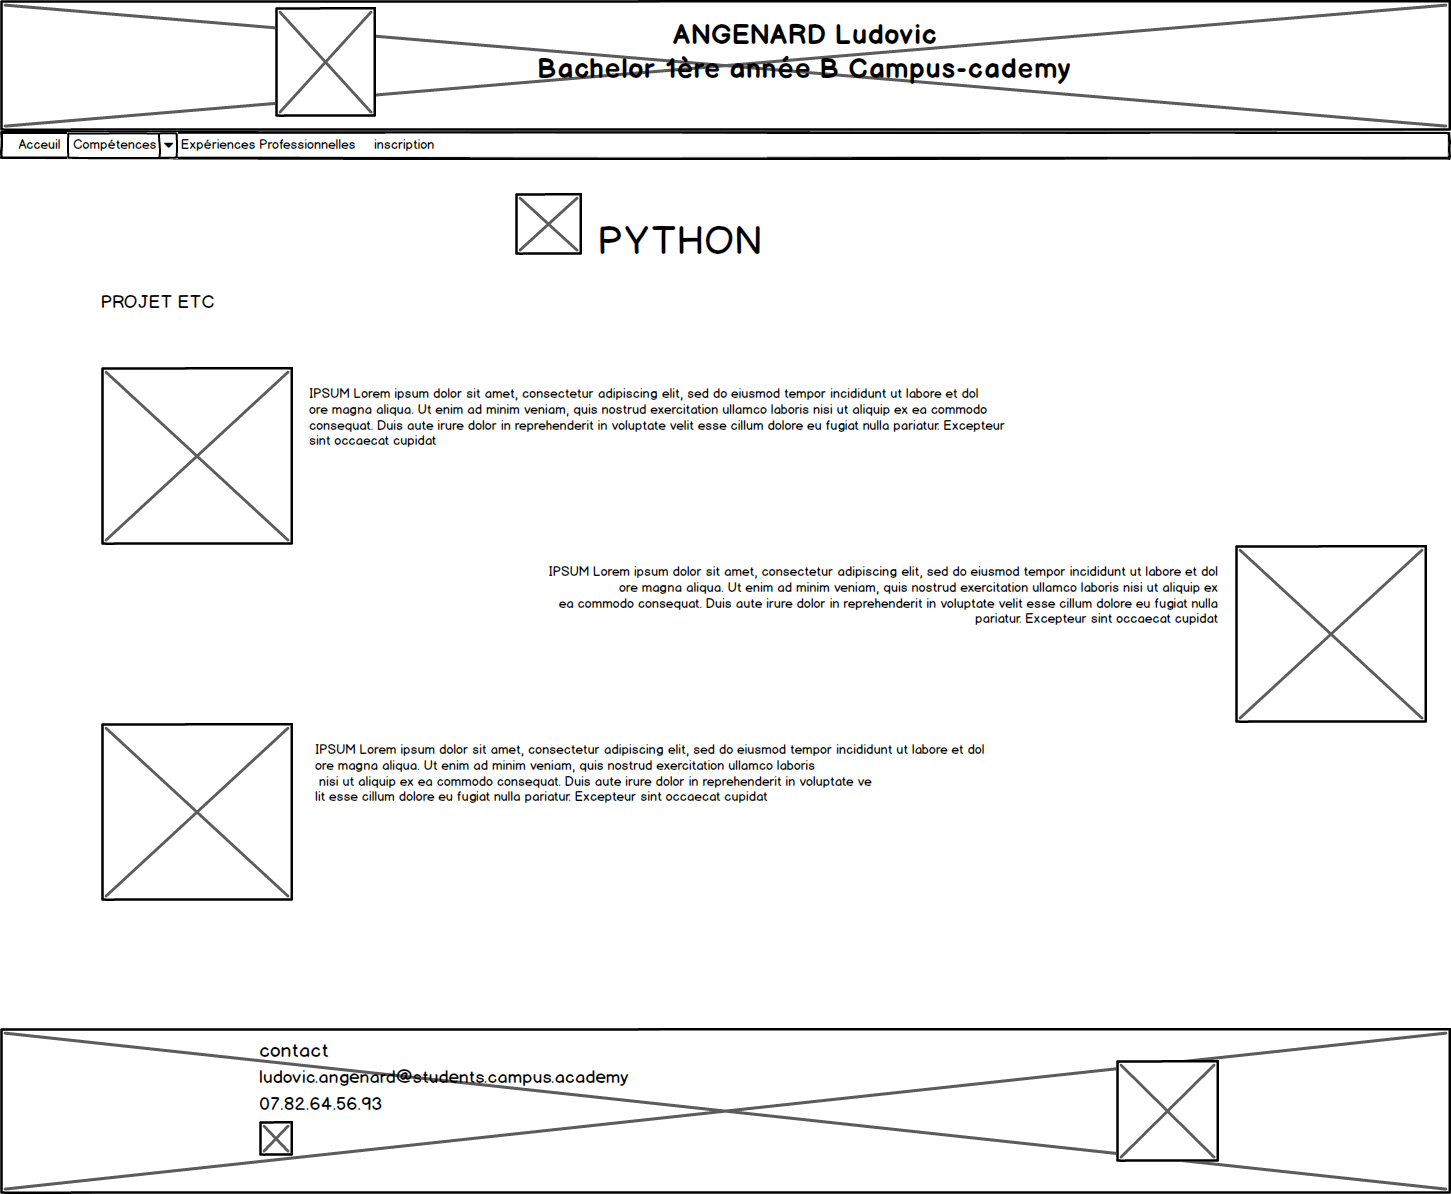 ANGENARD Ludovic
Bachelor 1ère année B Campus-cademy
Acceuil Compétences Expériences Professionnelles inscription
PYTHON
PROJET ETC
IPSUM Lorem ipsum dolor sit amet, consectetur adipiscing elit, sed do eiusmod tempor incididunt ut labore et dol
ore magna aliqua. Ut enim ad minim veniam, quis nostrud exercitation ullamco laboris nisi ut aliquip ex ea commodo
consequat. Duis aute irure dolor in reprehenderit in voluptate velit esse cillum dolore eu fugiat nulla pariatur. Excepteur
sint occaecat cupidat
IPSUM Lorem ipsum dolor sit amet, consectetur adipiscing elit, sed do eiusmod tempor incididunt ut labore et dol
ore magna aliqua. Ut enim ad minim veniam, quis nostrud exercitation ullamco laboris nisi ut aliquip ex
ea commodo consequat. Duis aute irure dolor in reprehenderit in voluptate velit esse cillum dolore eu fugiat nulla
pariatur. Excepteur sint occaecat cupidat
IPSUM Lorem ipsum dolor sit amet, consectetur adipiscing elit, sed do eiusmod tempor incididunt ut labore et dol
ore magna aliqua. Ut enim ad minim veniam, quis nostrud exercitation ullamco laboris
nisi ut aliquip ex ea commodo consequat. Duis aute irure dolor in reprehenderit in voluptate ve
lit esse cillum dolore eu fugiat nulla pariatur. Excepteur sint occaecat cupidat
contact
ludovic.angenard@students.campus.academy
07.82.64.56.93